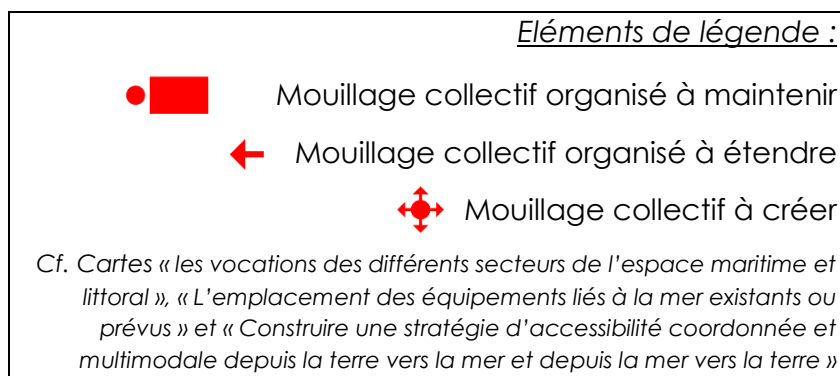 Eléments de légende :
Mouillage collectif organisé à maintenir
Mouillage collectif organisé à étendre
Mouillage collectif à créer
Cf. Cartes « les vocations des différents secteurs de l’espace maritime et
littoral », « L’emplacement des équipements liés à la mer existants ou
prévus » et « Construire une stratégie d’accessibilité coordonnée et
multimodale depuis la terre vers la mer et depuis la mer vers la terre »